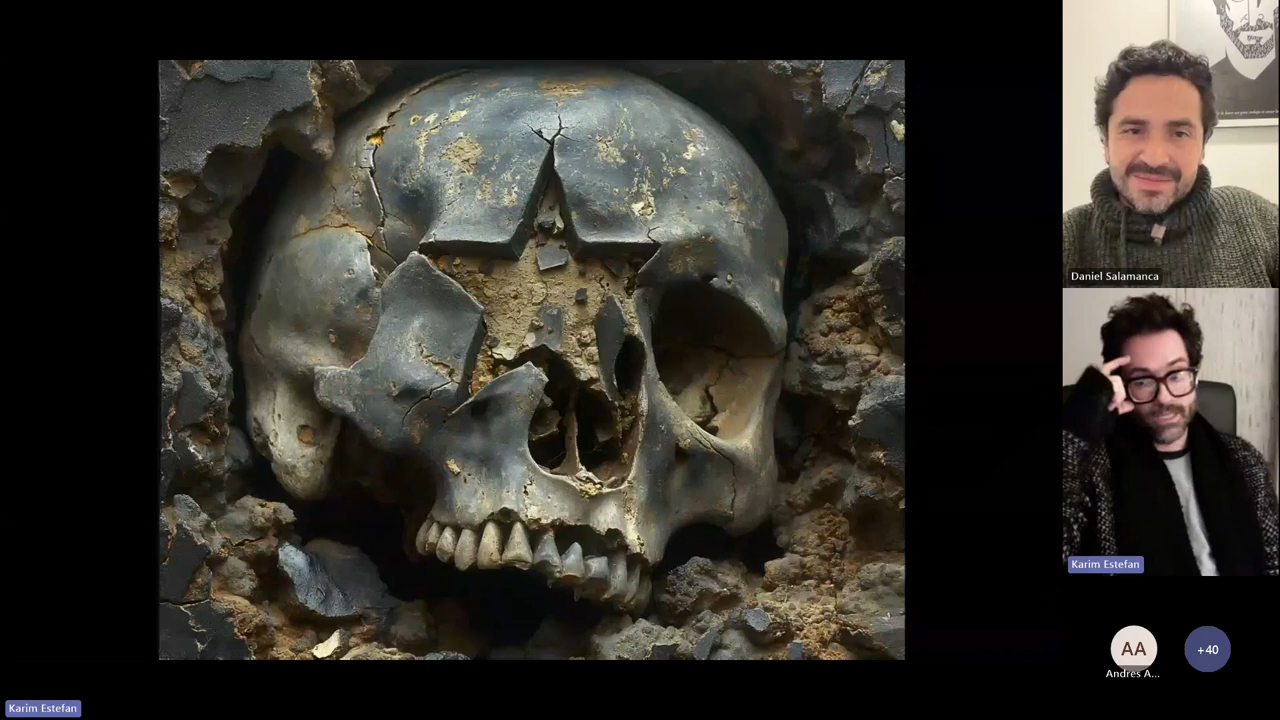 Daniel Salamanca
Karim Estefan
AA
Andres A...
+40
Karim Estefan